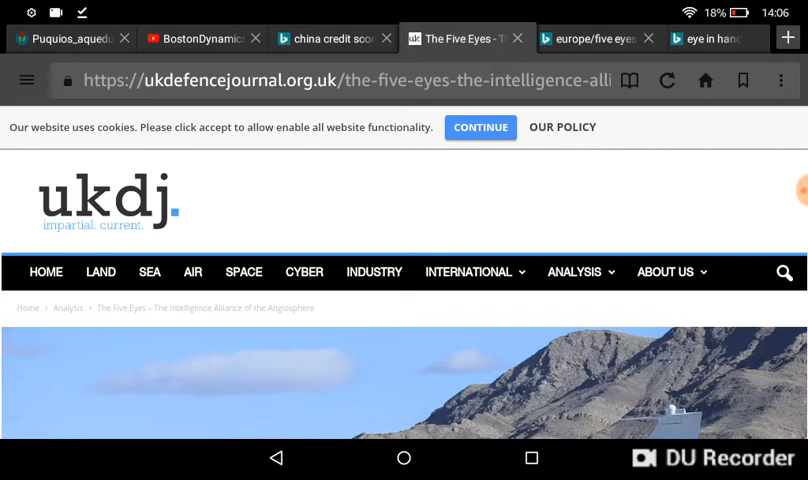 18% 14:06
Puquios_aquedu BostonDynamics china credit scor The Five Eyes - Th europe/five eyes eye in hand
https://ukdefencejournal.org.uk/the-five-eyes-the-intelligence-alli
Our website uses cookies. Please click accept to allow enable all website functionality. CONTINUE OUR POLICY
ukdj.
impartial. current.
HOME LAND SEA AIR SPACE CYBER INDUSTRY INTERNATIONAL ANALYSIS ABOUT US
Home › Analysis › The Five Eyes – The Intelligence Alliance of the Anglosphere
DU Recorder